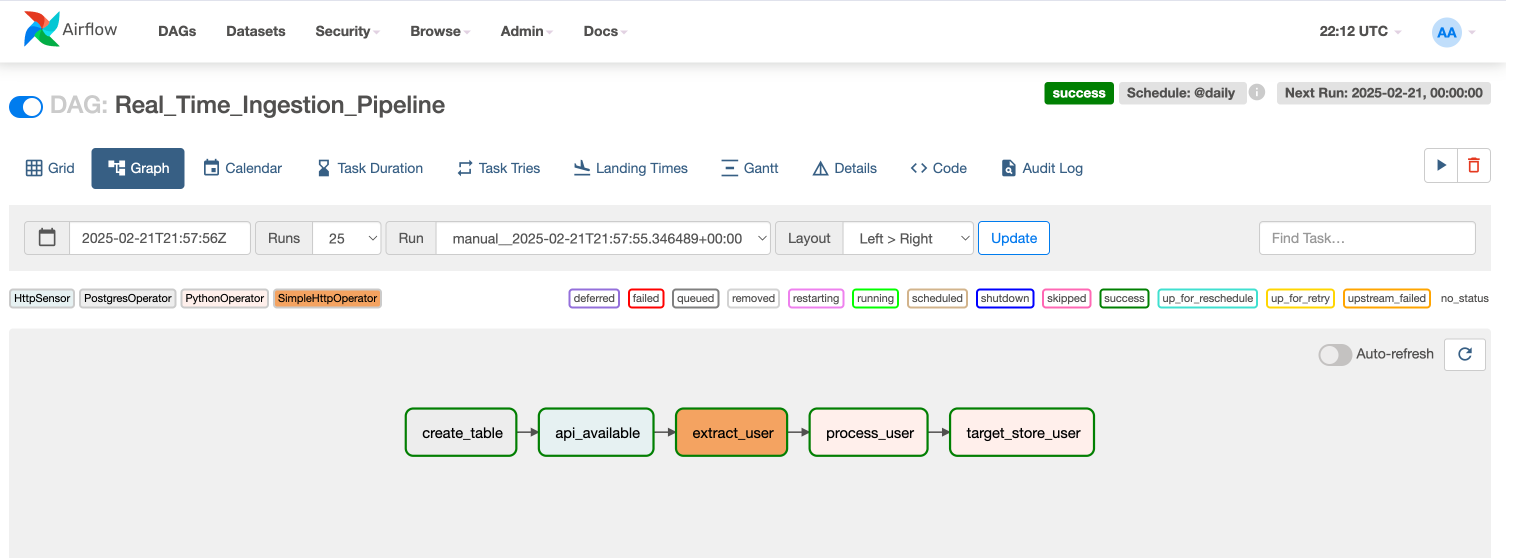 Airflow DAGs Datasets Security Browse Admin Docs 22:12 UTC AA
DAG: Real_Time_Ingestion_Pipeline success Schedule: @daily i Next Run: 2025-02-21, 00:00:00
Grid Graph Calendar Task Duration Task Tries Landing Times Gantt Details Code Audit Log
2025-02-21T21:57:56Z Runs 25 Run manual__2025-02-21T21:57:55.346489+00:00 Layout Left > Right Update Find Task...
HttpSensor PostgresOperator PythonOperator SimpleHttpOperator deferred failed queued removed restarting running scheduled shutdown skipped success up_for_reschedule up_for_retry upstream_failed no_status
Auto-refresh
create_table api_available extract_user process_user target_store_user